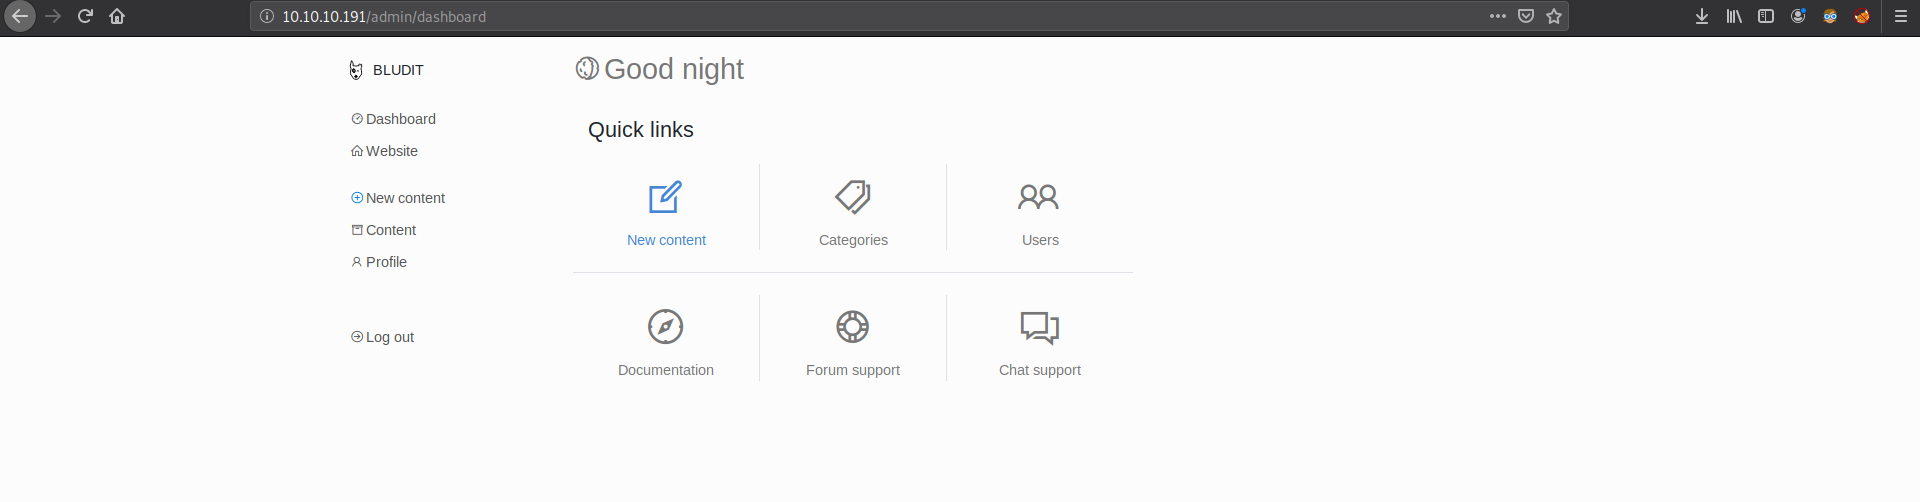 10.10.10.191/admin/dashboard
BLUDIT
Dashboard
Website
New content
Content
Profile
Log out
Good night
Quick links
New content
Categories
Users
Documentation
Forum support
Chat support